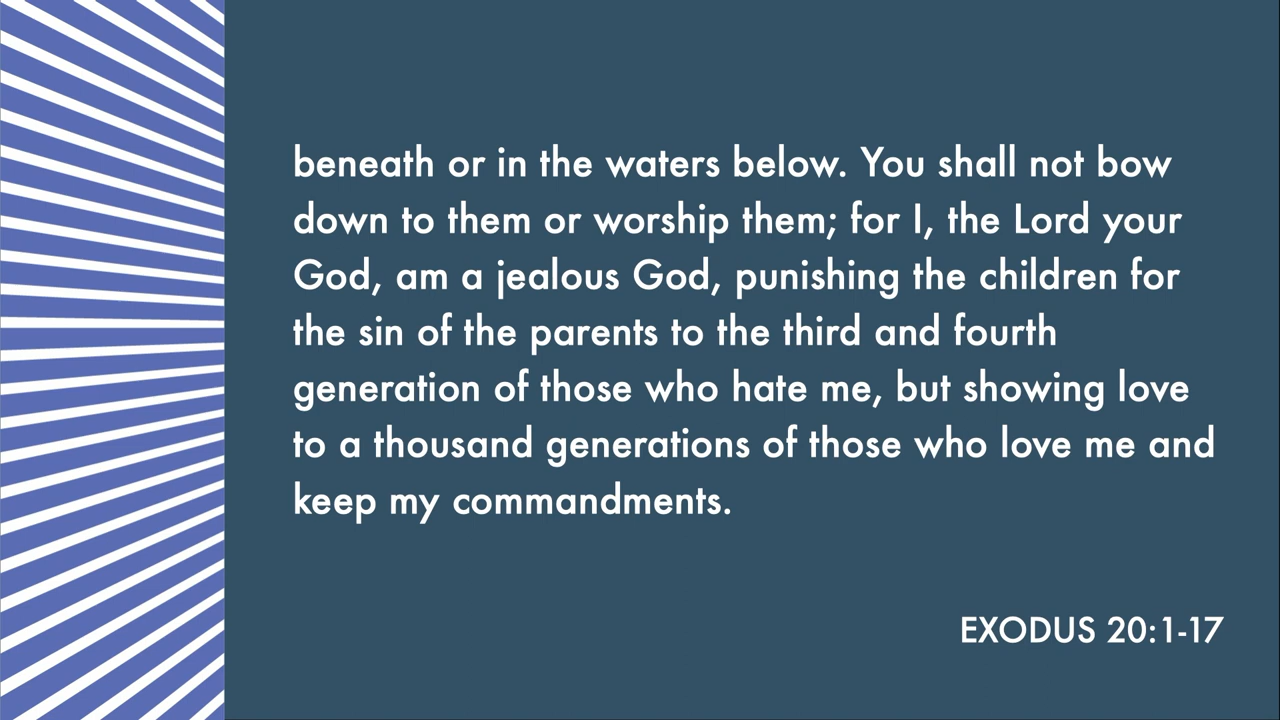 beneath or in the waters below. You shall not bow
down to them or worship them; for I, the Lord your
God, am a jealous God, punishing the children for
the sin of the parents to the third and fourth
generation of those who hate me, but showing love
to a thousand generations of those who love me and
keep my commandments.
EXODUS 20:1-17